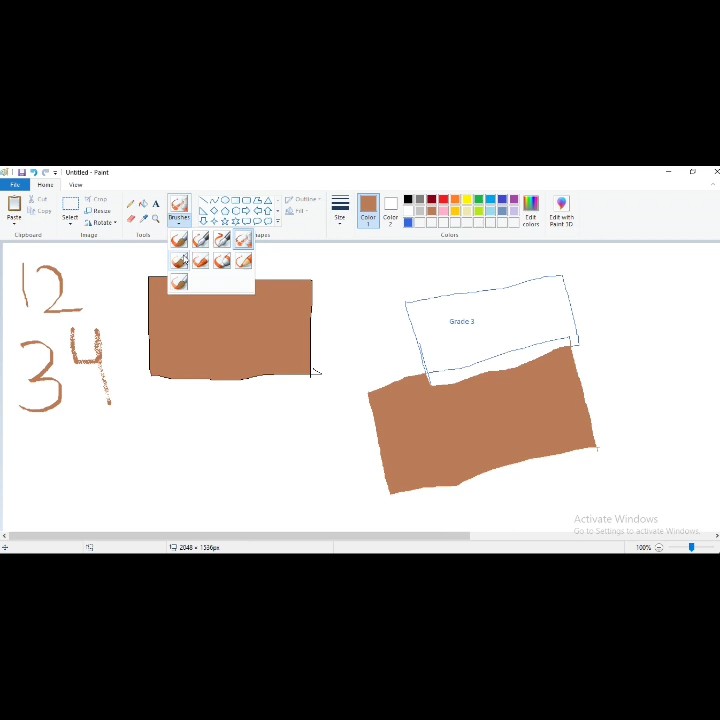 Untitled - Paint
File Home View
Paste
Cut
Copy
Clipboard
Select
Crop
Resize
Rotate
Image
A
Tools
Brushes
Outline
Fill
hapes
Size
Color 1
Color 2
Edit colors
Edit with Paint 3D
Colors
12
34
Grade 3
Activate Windows
Go to Settings to activate Windows.
2048 × 1536px
100%